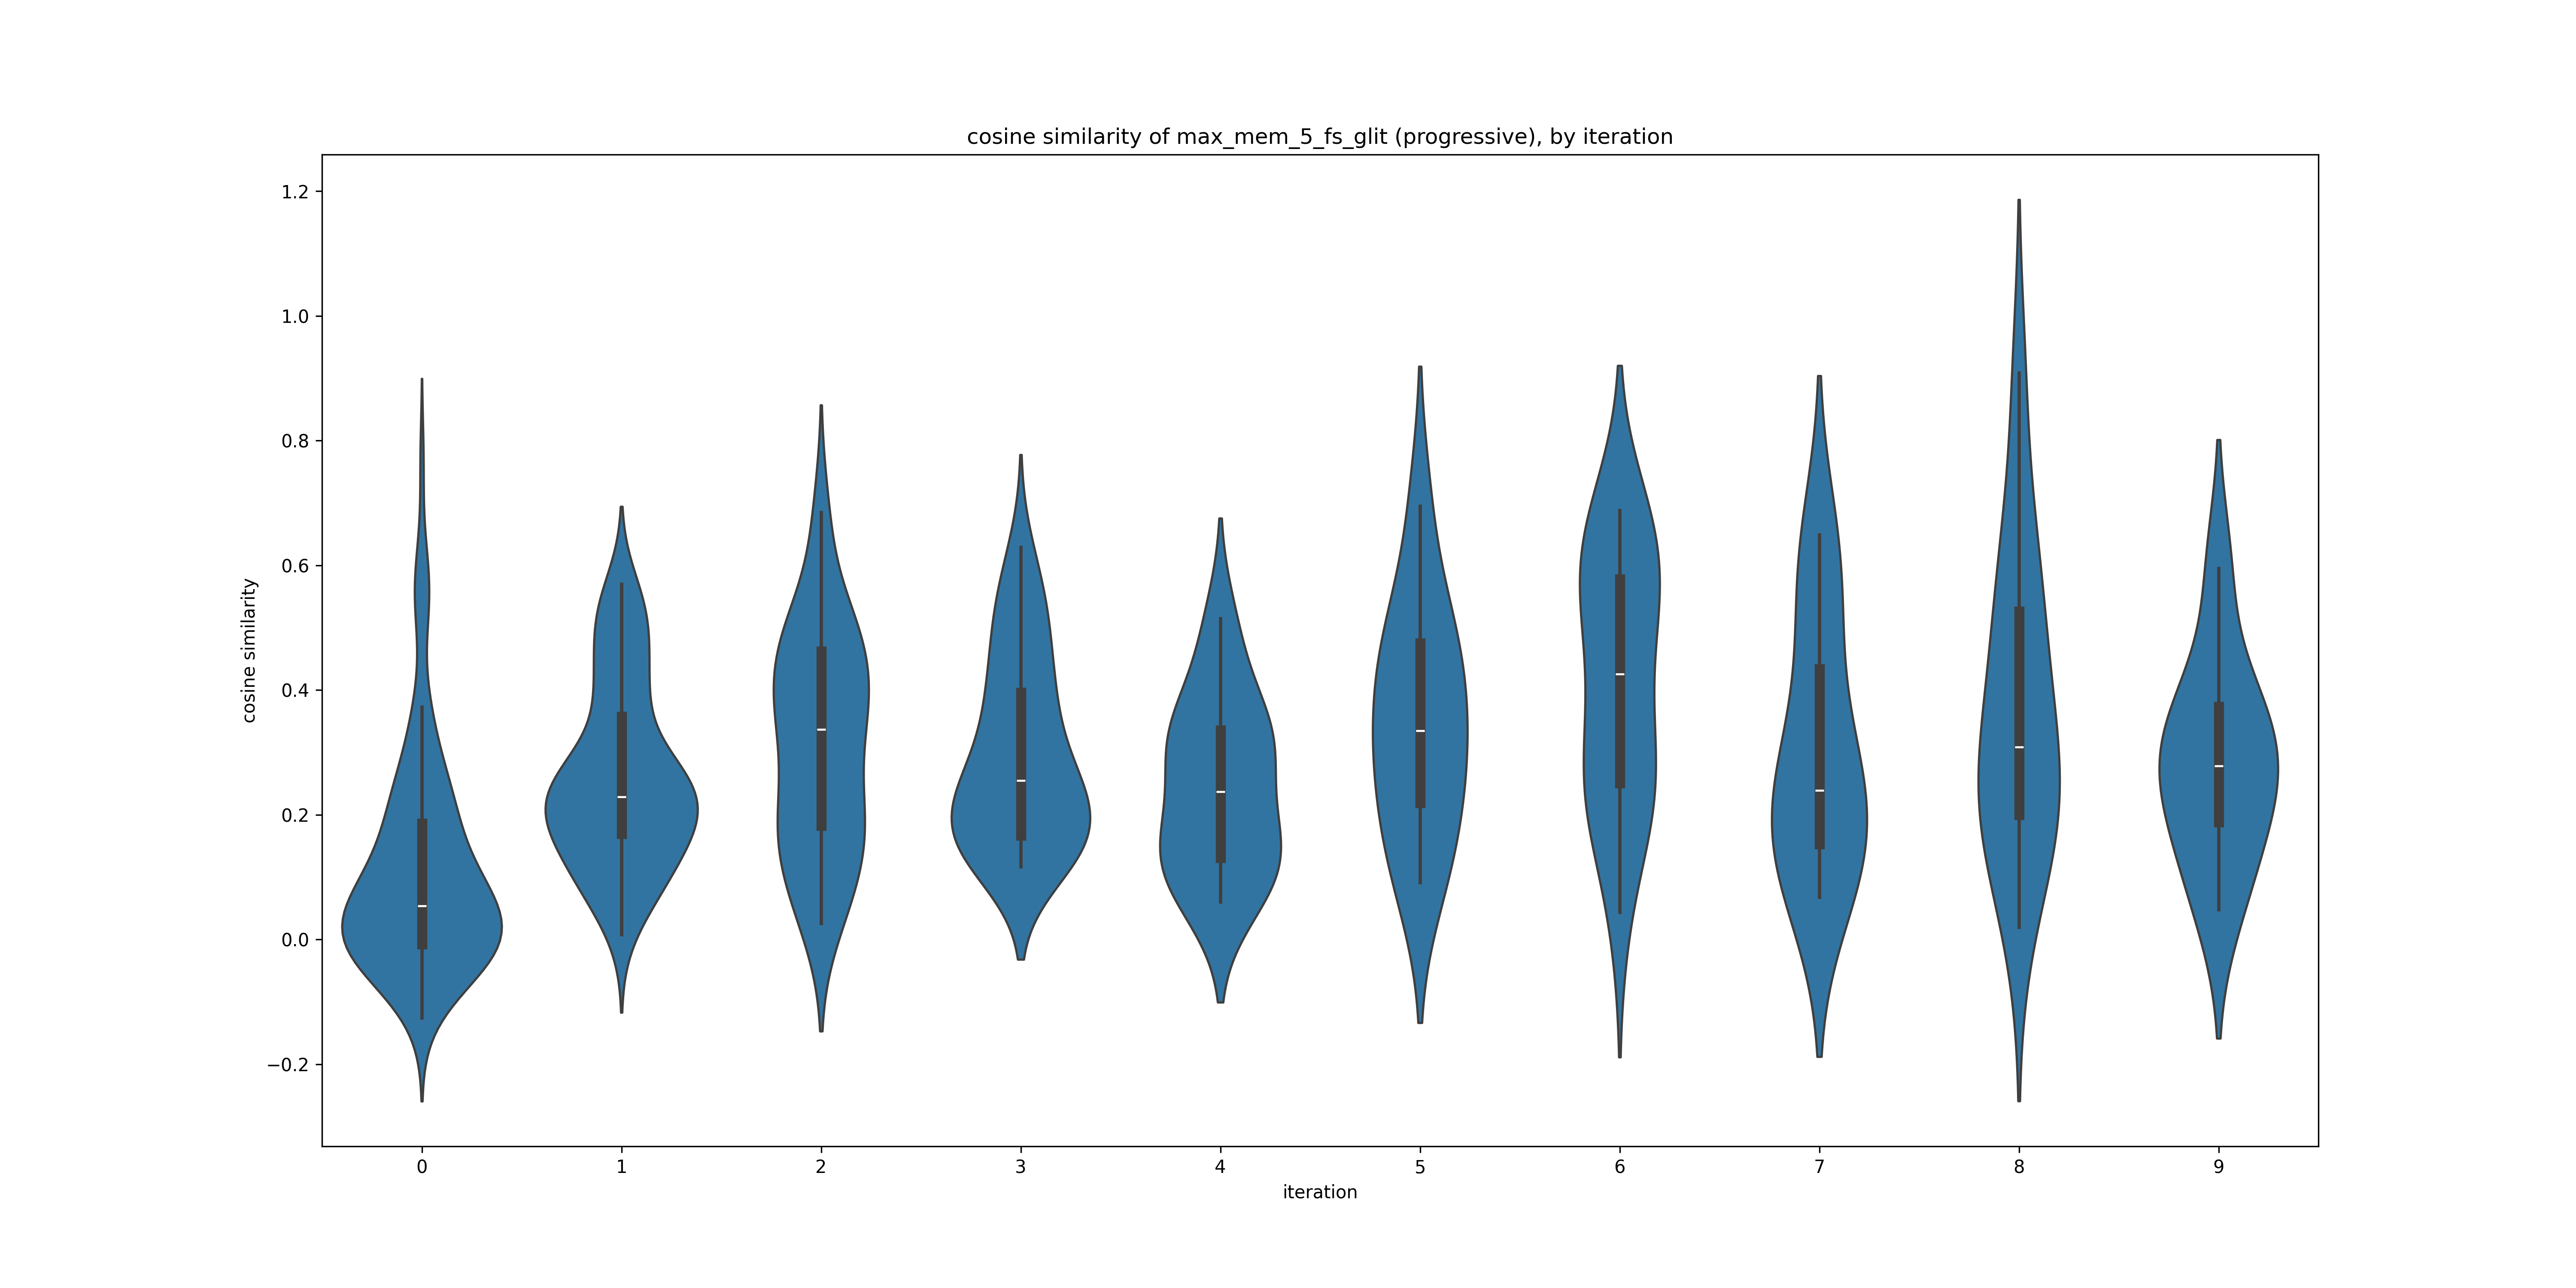 cosine similarity of max_mem_5_fs_glit (progressive), by iteration
1.2
1.0
0.8
0.6
0.4
0.2
0.0
−0.2
cosine similarity
0 1 2 3 4 5 6 7 8 9
iteration